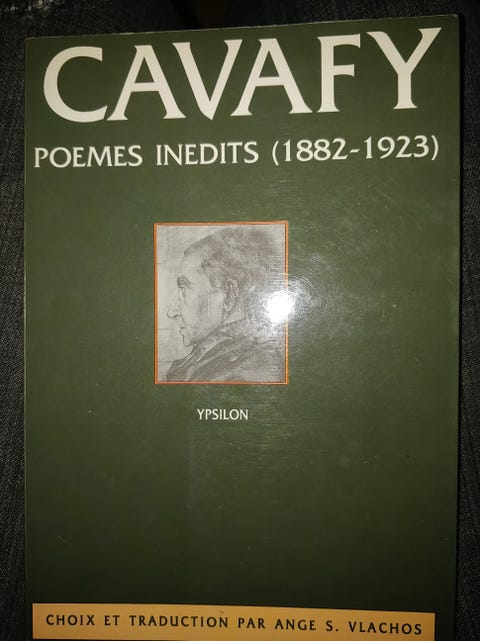 CAVAFY
POEMES INEDITS (1882-1923)
YPSILON
CHOIX ET TRADUCTION PAR ANGE S. VLACHOS